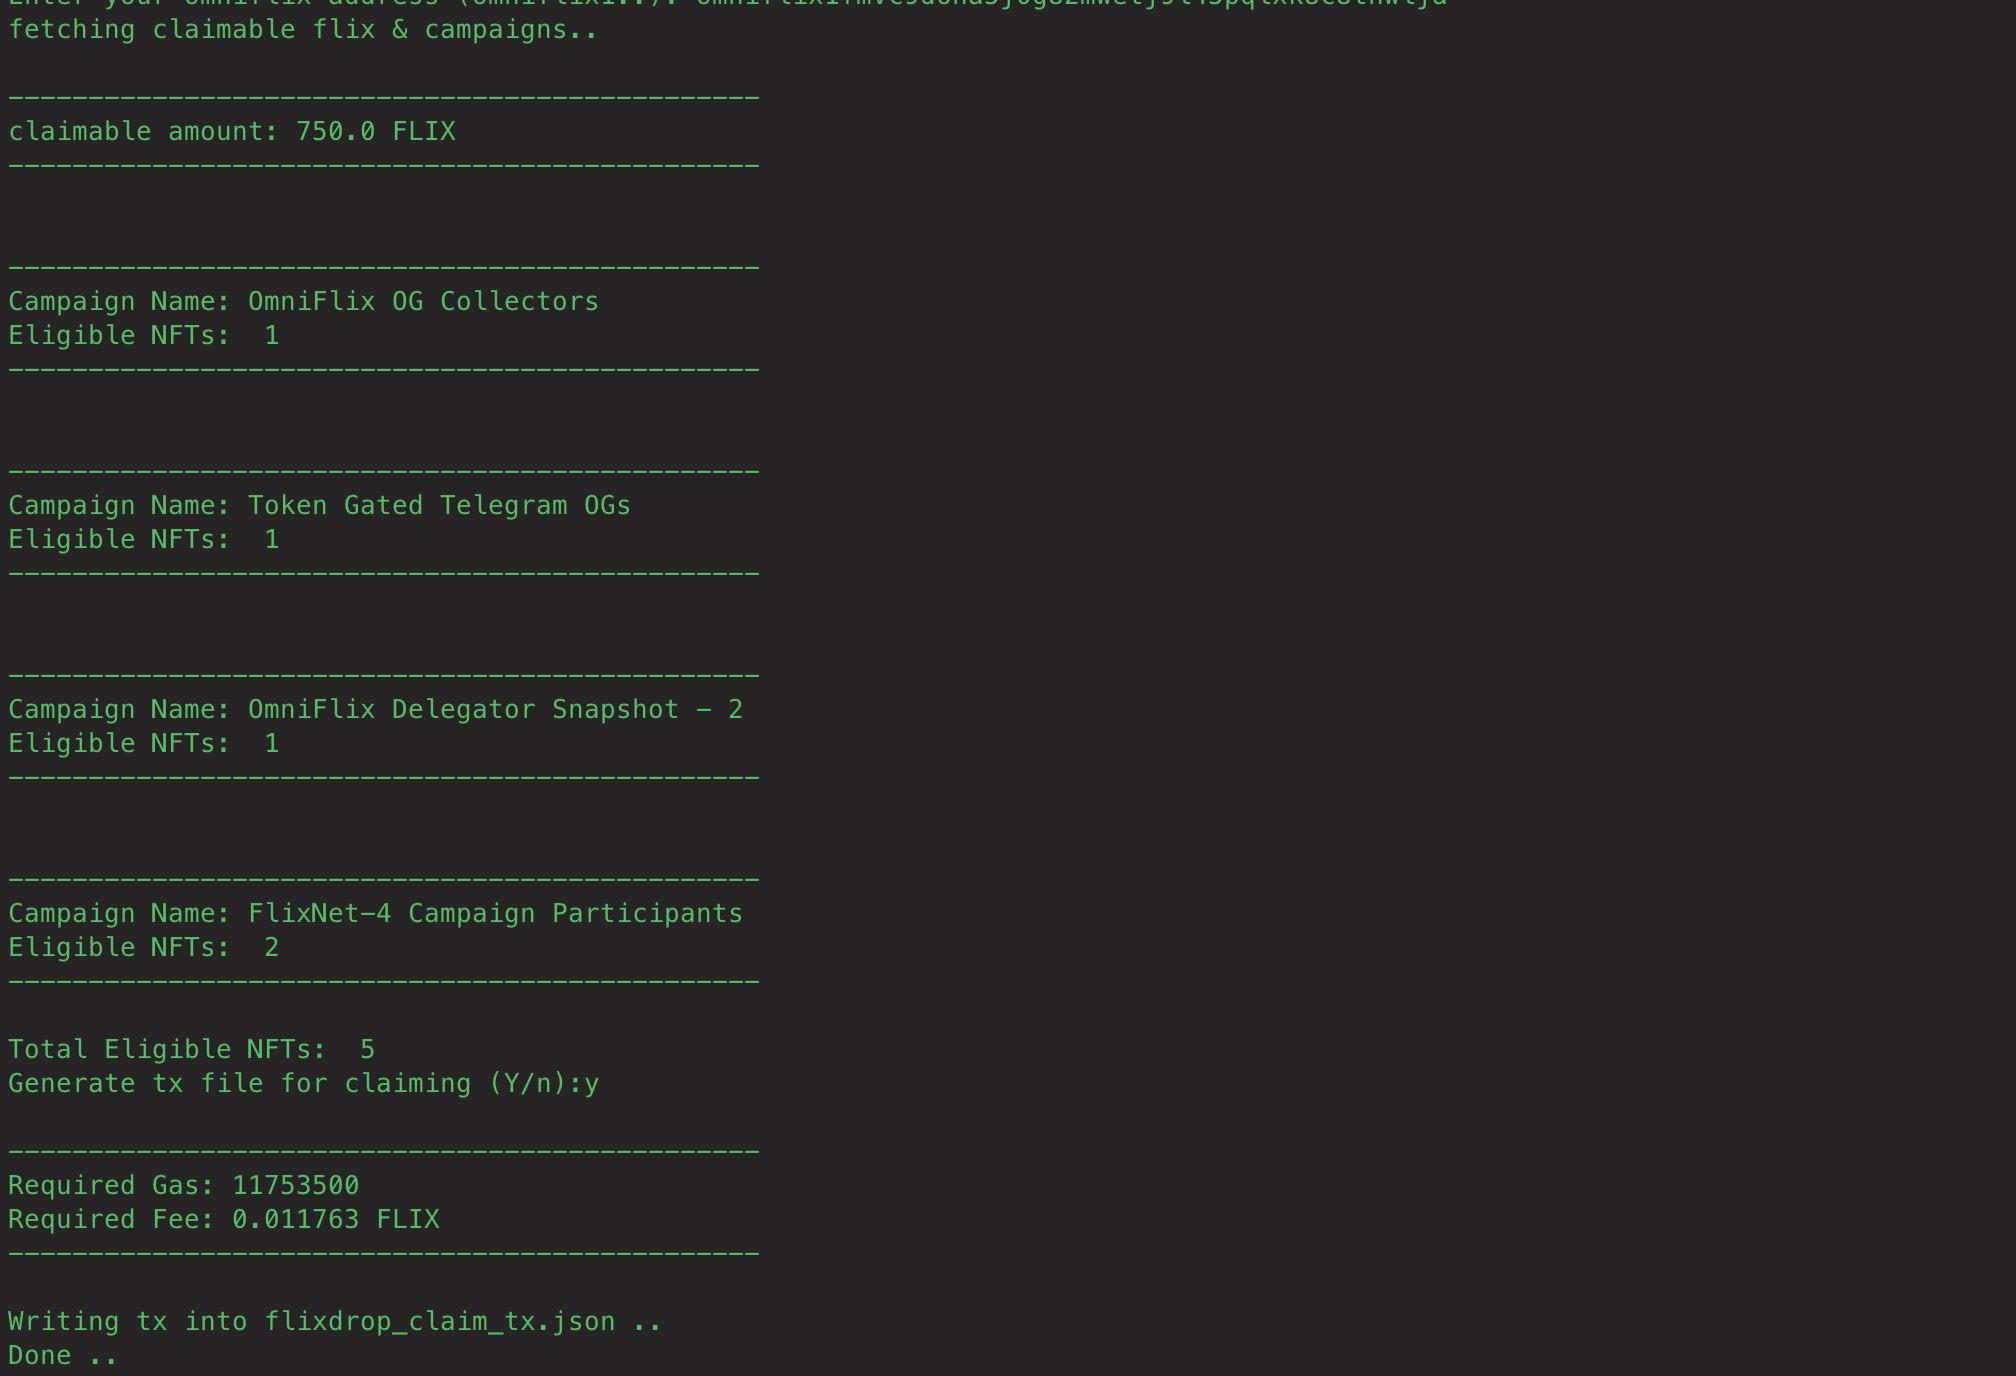 fetching claimable flix & campaigns..
-----------------------------------------------
claimable amount: 750.0 FLIX
-----------------------------------------------
-----------------------------------------------
Campaign Name: OmniFlix OG Collectors
Eligible NFTs:  1
-----------------------------------------------
-----------------------------------------------
Campaign Name: Token Gated Telegram OGs
Eligible NFTs:  1
-----------------------------------------------
-----------------------------------------------
Campaign Name: OmniFlix Delegator Snapshot - 2
Eligible NFTs:  1
-----------------------------------------------
-----------------------------------------------
Campaign Name: FlixNet-4 Campaign Participants
Eligible NFTs:  2
-----------------------------------------------
Total Eligible NFTs:  5
Generate tx file for claiming (Y/n):y
-----------------------------------------------
Required Gas: 11753500
Required Fee: 0.011763 FLIX
-----------------------------------------------
Writing tx into flixdrop_claim_tx.json ..
Done ..